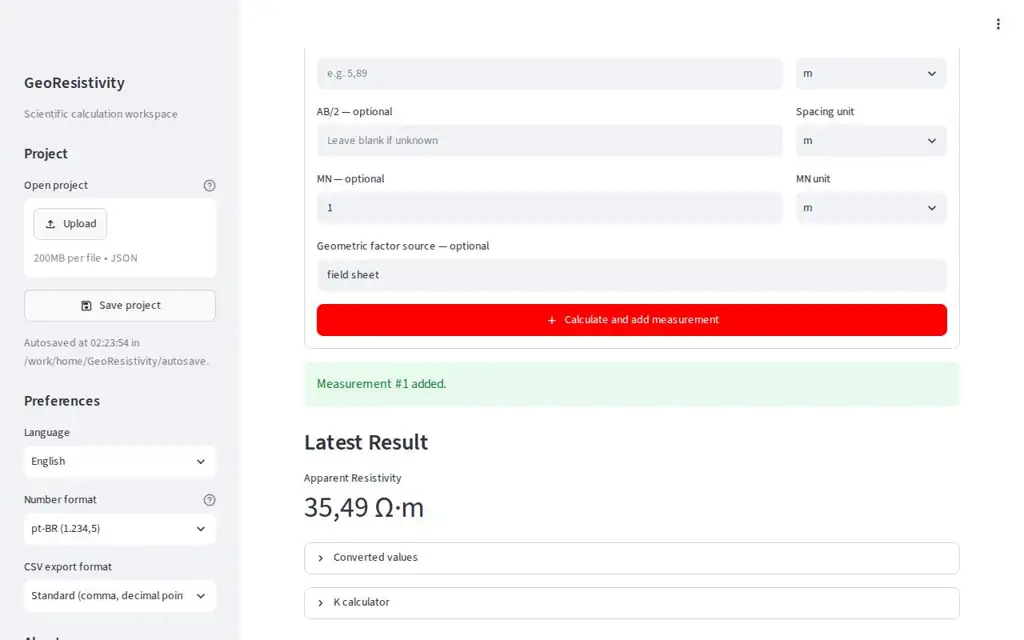 GeoResistivity
Scientific calculation workspace
Project
Open project
Upload
200MB per file • JSON
Save project
Autosaved at 02:23:54 in
/work/home/GeoResistivity/autosave.
Preferences
Language
English
Number format
pt-BR (1.234,5)
CSV export format
Standard (comma, decimal poin
e.g. 5,89
m
AB/2 — optional
Spacing unit
Leave blank if unknown
m
MN — optional
MN unit
1
m
Geometric factor source — optional
field sheet
+ Calculate and add measurement
Measurement #1 added.
Latest Result
Apparent Resistivity
35,49 Ω·m
Converted values
K calculator